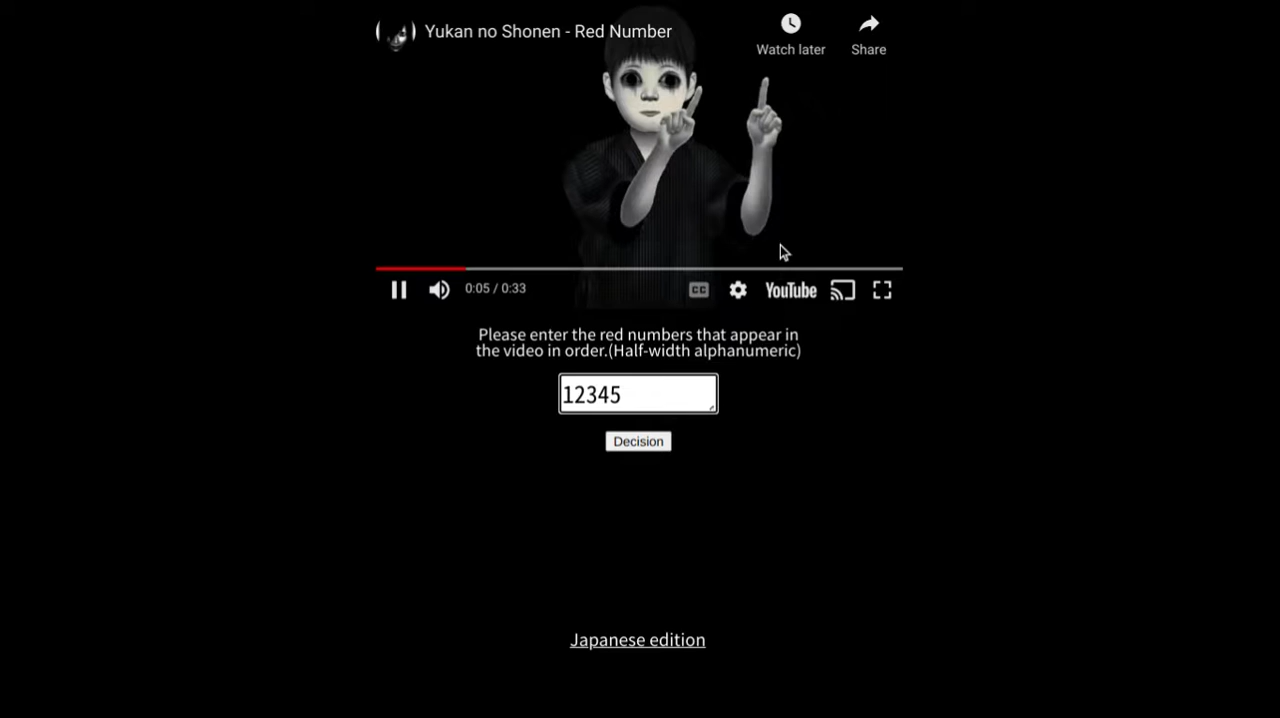 Yukan no Shonen - Red Number
Watch later
Share
0:05 / 0:33
CC
YouTube
Please enter the red numbers that appear in
the video in order.(Half-width alphanumeric)
12345
Decision
Japanese edition